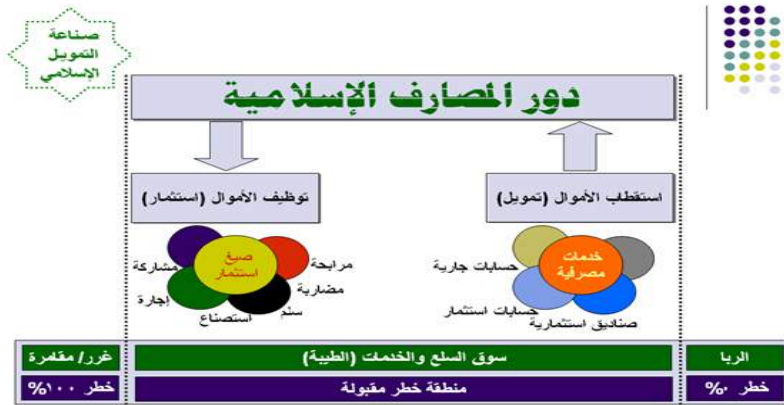 صناعة
التمويل
الإسلامي
دور المصارف الإسلامية
استقطاب الأموال (تمويل)
توظيف الأموال (استثمار)
خدمات
مصرفية
حسابات جارية
حسابات استثمار
صناديق استثمارية
صيغ
استثمار
مرابحة
مضاربة
سلم
استصناع
إجارة
مشاركة
الربا
سوق السلع والخدمات (الطيبة)
غرر/ مقامرة
خطر ٠%
منطقة خطر مقبولة
خطر ١٠٠%